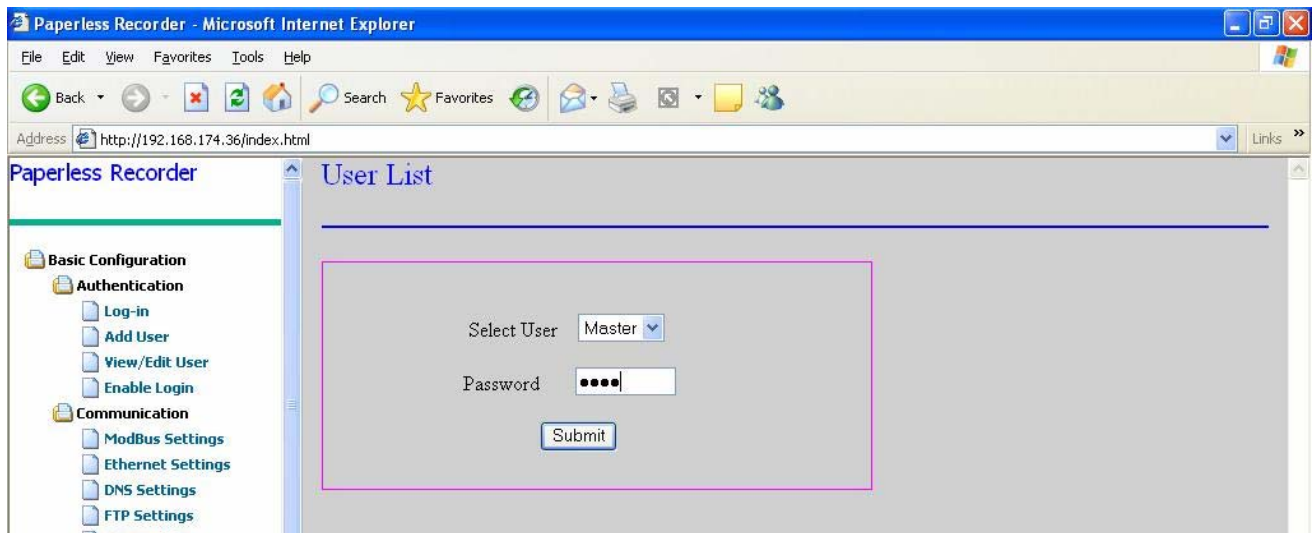 Paperless Recorder - Microsoft Internet Explorer
File Edit View Favorites Tools Help
Back Search Favorites
Address http://192.168.174.36/index.html Links »
Paperless Recorder
Basic Configuration
Authentication
Log-in
Add User
View/Edit User
Enable Login
Communication
ModBus Settings
Ethernet Settings
DNS Settings
FTP Settings
User List
Select User Master
Password ••••
Submit